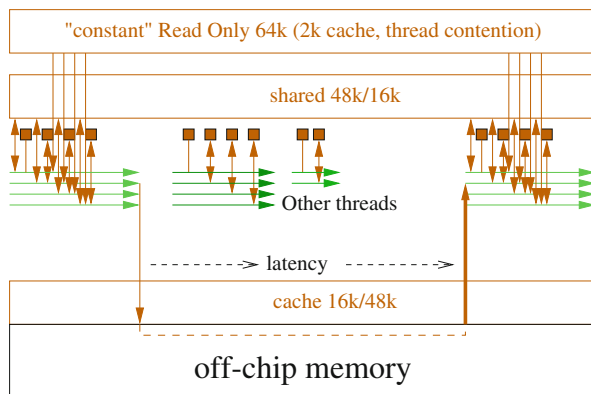 "constant" Read Only 64k (2k cache, thread contention)
shared 48k/16k
Other threads
latency
cache 16k/48k
off-chip memory